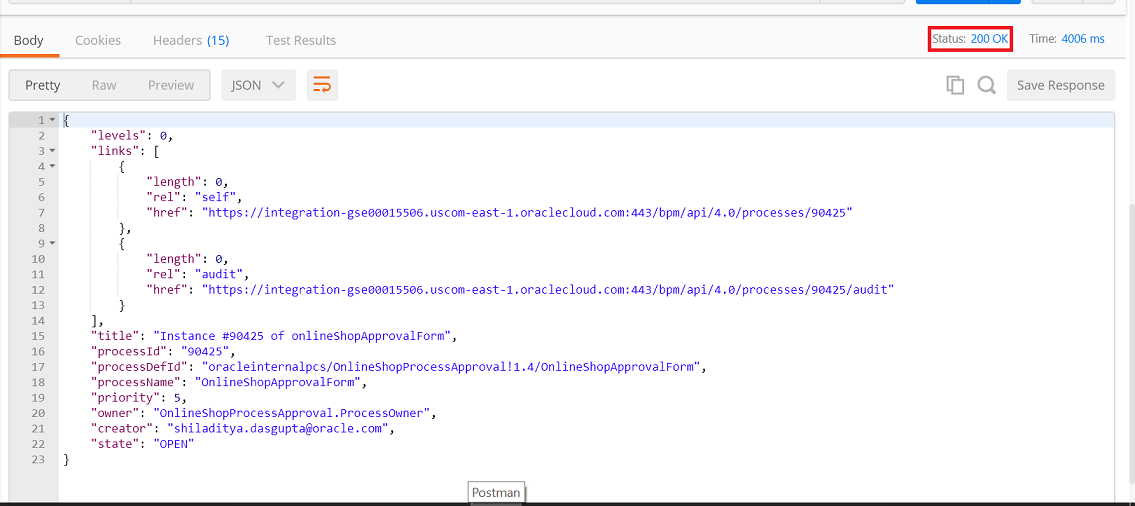 Body Cookies Headers (15) Test Results Status: 200 OK Time: 4006 ms
Pretty Raw Preview JSON Save Response
1 {
2 "levels": 0,
3 "links": [
4 {
5 "length": 0,
6 "rel": "self",
7 "href": "https://integration-gse00015506.uscom-east-1.oraclecloud.com:443/bpm/api/4.0/processes/90425"
8 },
9 {
10 "length": 0,
11 "rel": "audit",
12 "href": "https://integration-gse00015506.uscom-east-1.oraclecloud.com:443/bpm/api/4.0/processes/90425/audit"
13 }
14 ],
15 "title": "Instance #90425 of onlineShopApprovalForm",
16 "processId": "90425",
17 "processDefId": "oracleinternalpcs/OnlineShopProcessApproval!1.4/OnlineShopApprovalForm",
18 "processName": "OnlineShopApprovalForm",
19 "priority": 5,
20 "owner": "OnlineShopProcessApproval.ProcessOwner",
21 "creator": "shiladitya.dasgupta@oracle.com",
22 "state": "OPEN"
23 }
Postman